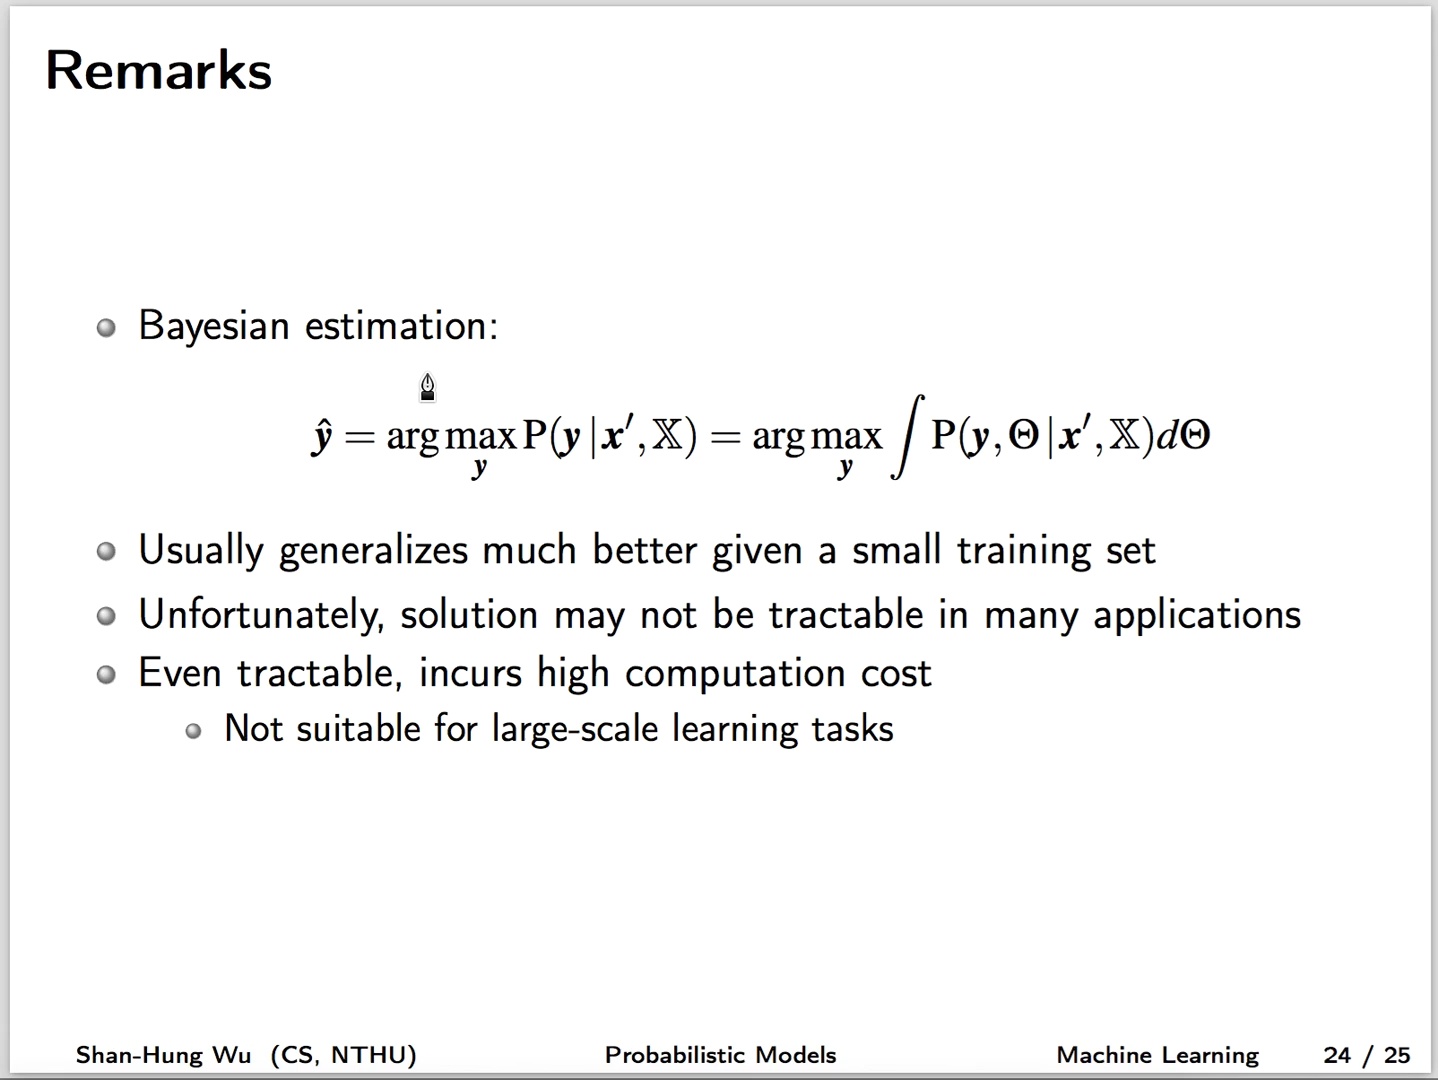 Remarks
Bayesian estimation:
ŷ = arg max_y P(y | x′, 𝕏) = arg max_y ∫ P(y, Θ | x′, 𝕏)dΘ
Usually generalizes much better given a small training set
Unfortunately, solution may not be tractable in many applications
Even tractable, incurs high computation cost
Not suitable for large-scale learning tasks
Shan-Hung Wu (CS, NTHU) Probabilistic Models Machine Learning 24 / 25